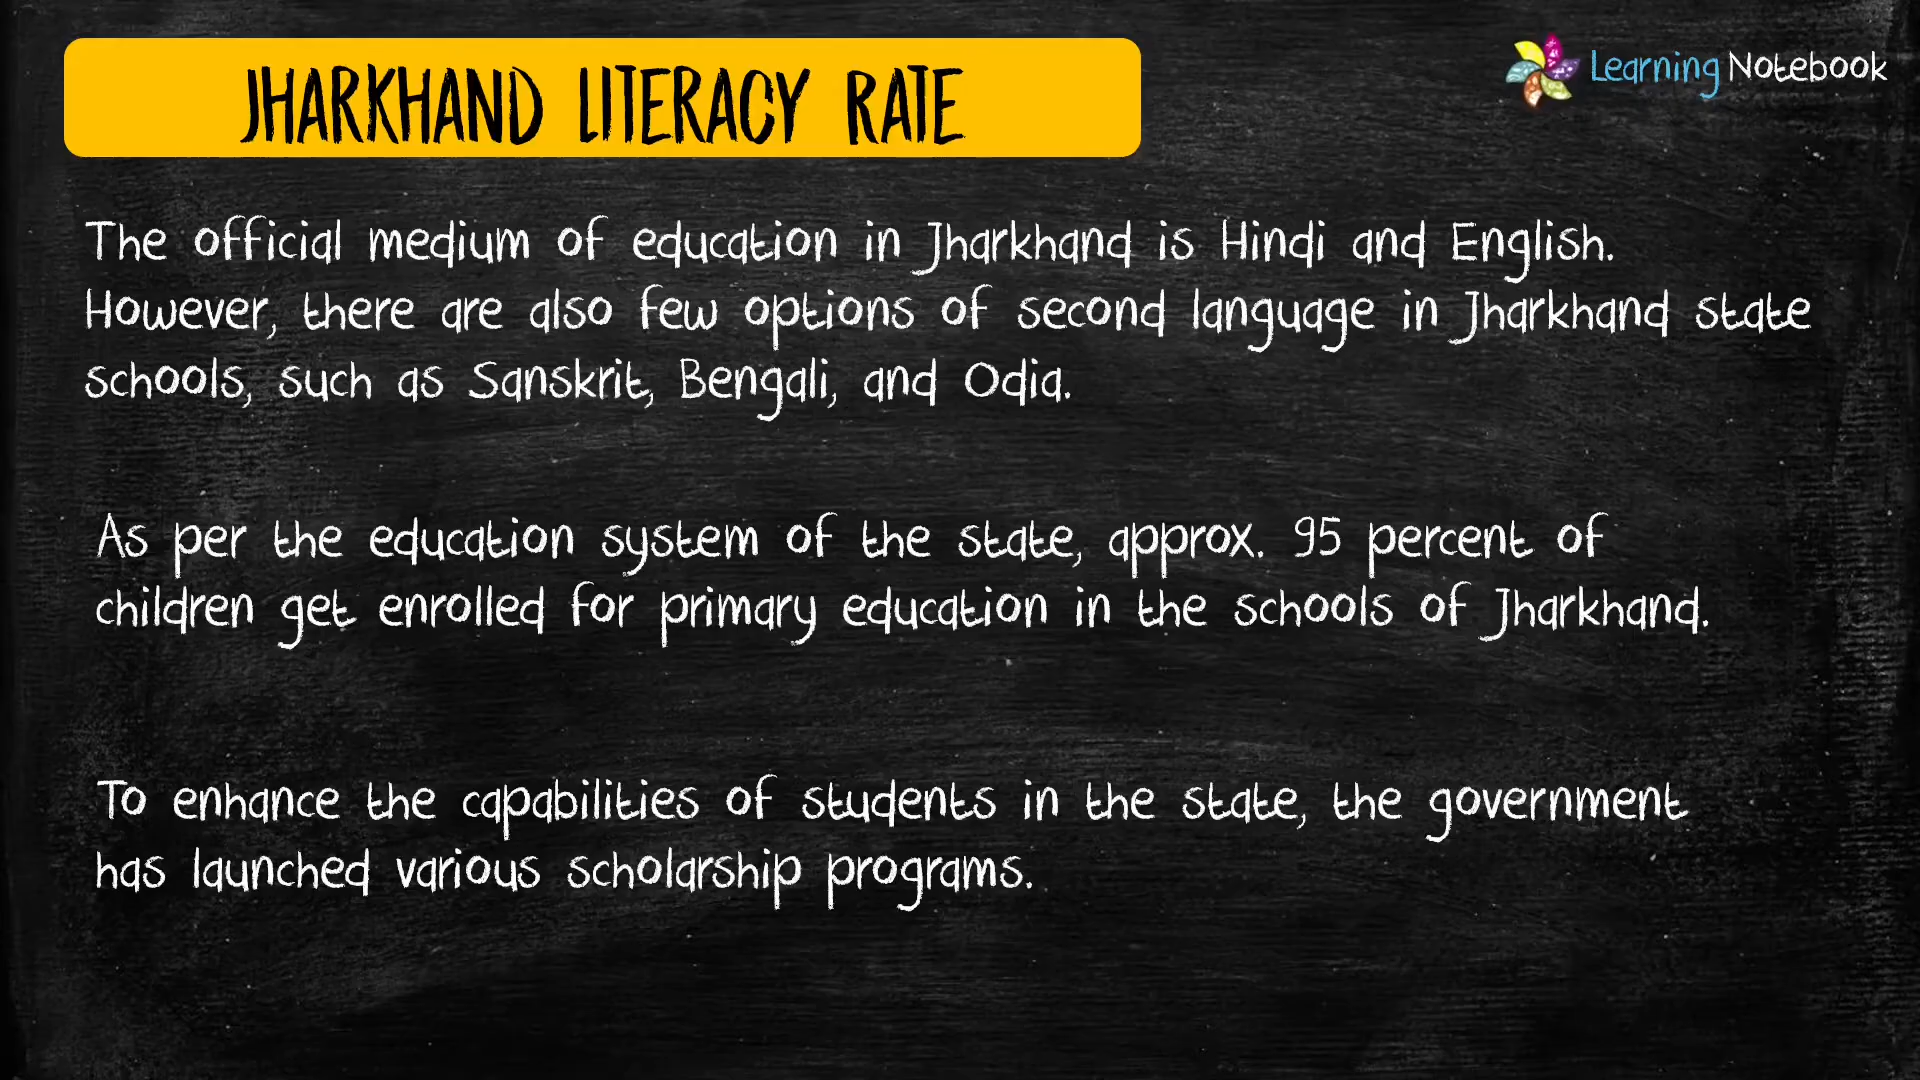 JHARKHAND LITERACY RATE
Learning Notebook
The official medium of education in Jharkhand is Hindi and English.
However, there are also few options of second language in Jharkhand state
schools, such as Sanskrit, Bengali, and Odia.
As per the education system of the state, approx. 95 percent of
children get enrolled for primary education in the schools of Jharkhand.
To enhance the capabilities of students in the state, the government
has launched various scholarship programs.